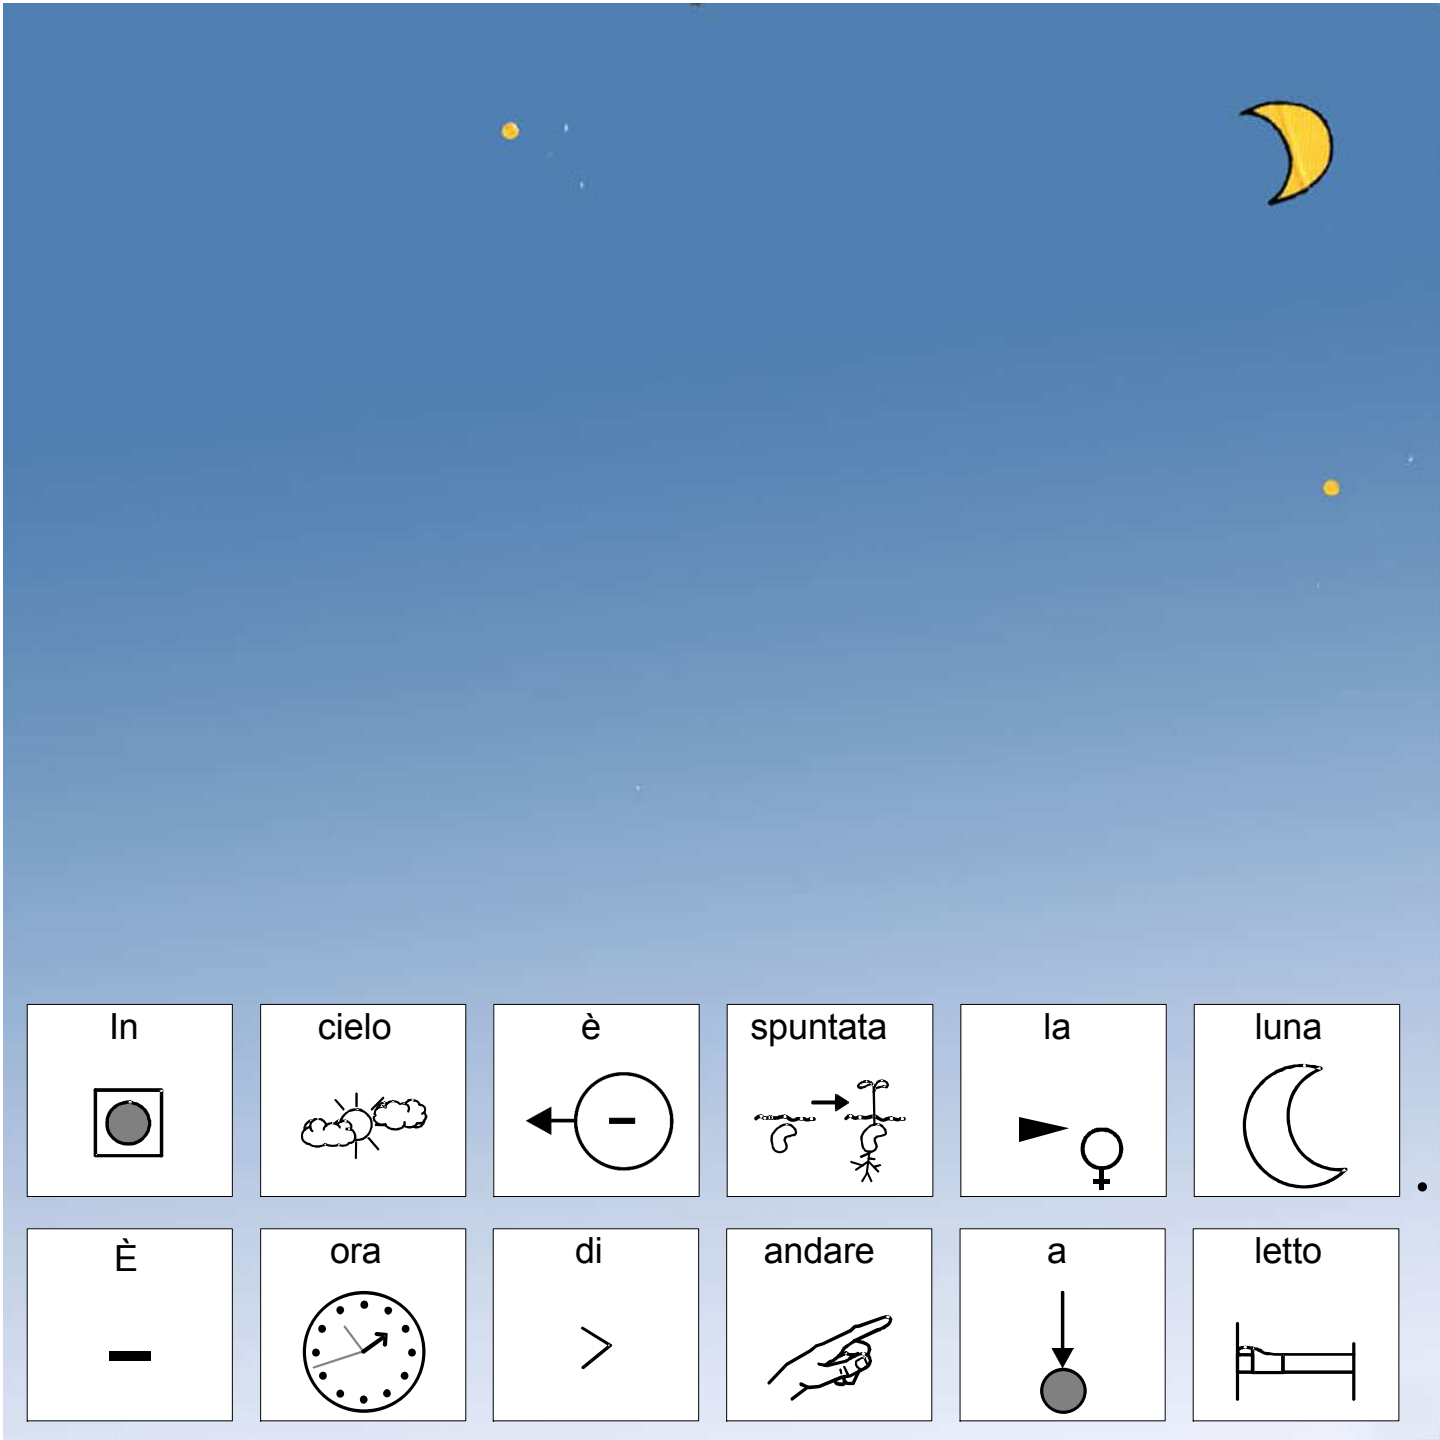 In cielo è spuntata la luna .
È ora di andare a letto